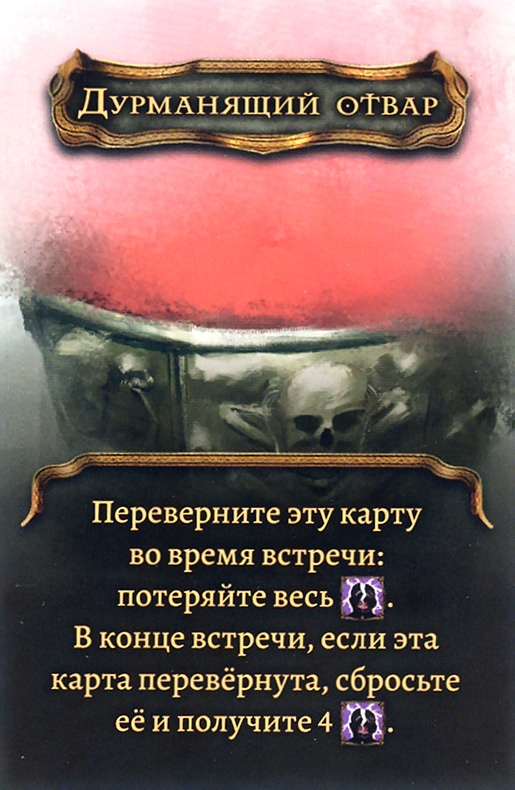 Дурманящий отвар
Переверните эту карту
во время встречи:
потеряйте весь .
В конце встречи, если эта
карта перевёрнута, сбросьте
её и получите 4 .